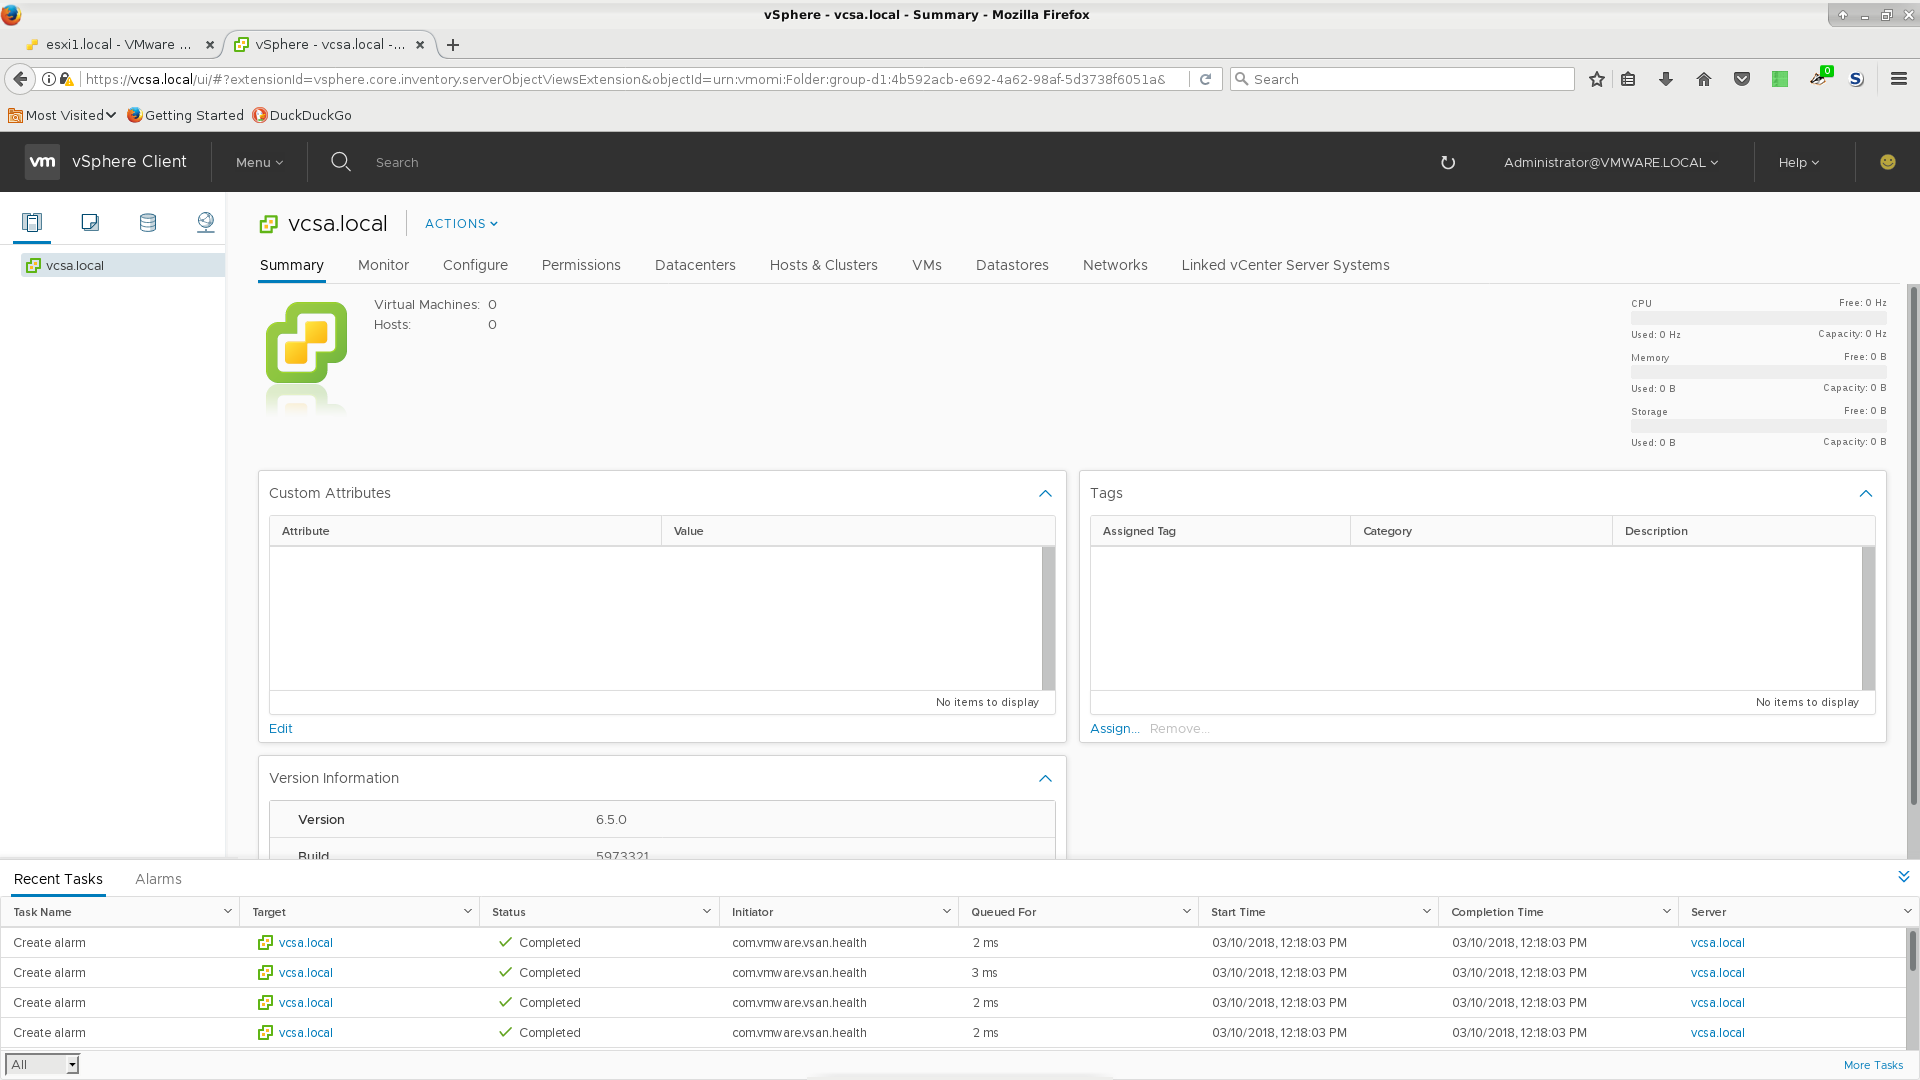 vSphere - vcsa.local - Summary - Mozilla Firefox
esxi1.local - VMware ...
vSphere - vcsa.local -...
https://vcsa.local/ui/#?extensionId=vsphere.core.inventory.serverObjectViewsExtension&objectId=urn:vmomi:Folder:group-d1:4b592acb-e692-4a62-98af-5d3738f6051a&
Search
0
S
Most Visited
Getting Started
DuckDuckGo
vm
vSphere Client
Menu
Search
Administrator@VMWARE.LOCAL
Help
vcsa.local
vcsa.local
ACTIONS
Summary
Monitor
Configure
Permissions
Datacenters
Hosts & Clusters
VMs
Datastores
Networks
Linked vCenter Server Systems
Virtual Machines: 0
Hosts: 0
CPU Free: 0 Hz
Used: 0 Hz Capacity: 0 Hz
Memory Free: 0 B
Used: 0 B Capacity: 0 B
Storage Free: 0 B
Used: 0 B Capacity: 0 B
Custom Attributes
Attribute Value
No items to display
Edit
Tags
Assigned Tag Category Description
No items to display
Assign... Remove...
Version Information
Version 6.5.0
Build 5973321
Recent Tasks Alarms
Task Name Target Status Initiator Queued For Start Time Completion Time Server
Create alarm vcsa.local Completed com.vmware.vsan.health 2 ms 03/10/2018, 12:18:03 PM 03/10/2018, 12:18:03 PM vcsa.local
Create alarm vcsa.local Completed com.vmware.vsan.health 3 ms 03/10/2018, 12:18:03 PM 03/10/2018, 12:18:03 PM vcsa.local
Create alarm vcsa.local Completed com.vmware.vsan.health 2 ms 03/10/2018, 12:18:03 PM 03/10/2018, 12:18:03 PM vcsa.local
Create alarm vcsa.local Completed com.vmware.vsan.health 2 ms 03/10/2018, 12:18:03 PM 03/10/2018, 12:18:03 PM vcsa.local
All
More Tasks